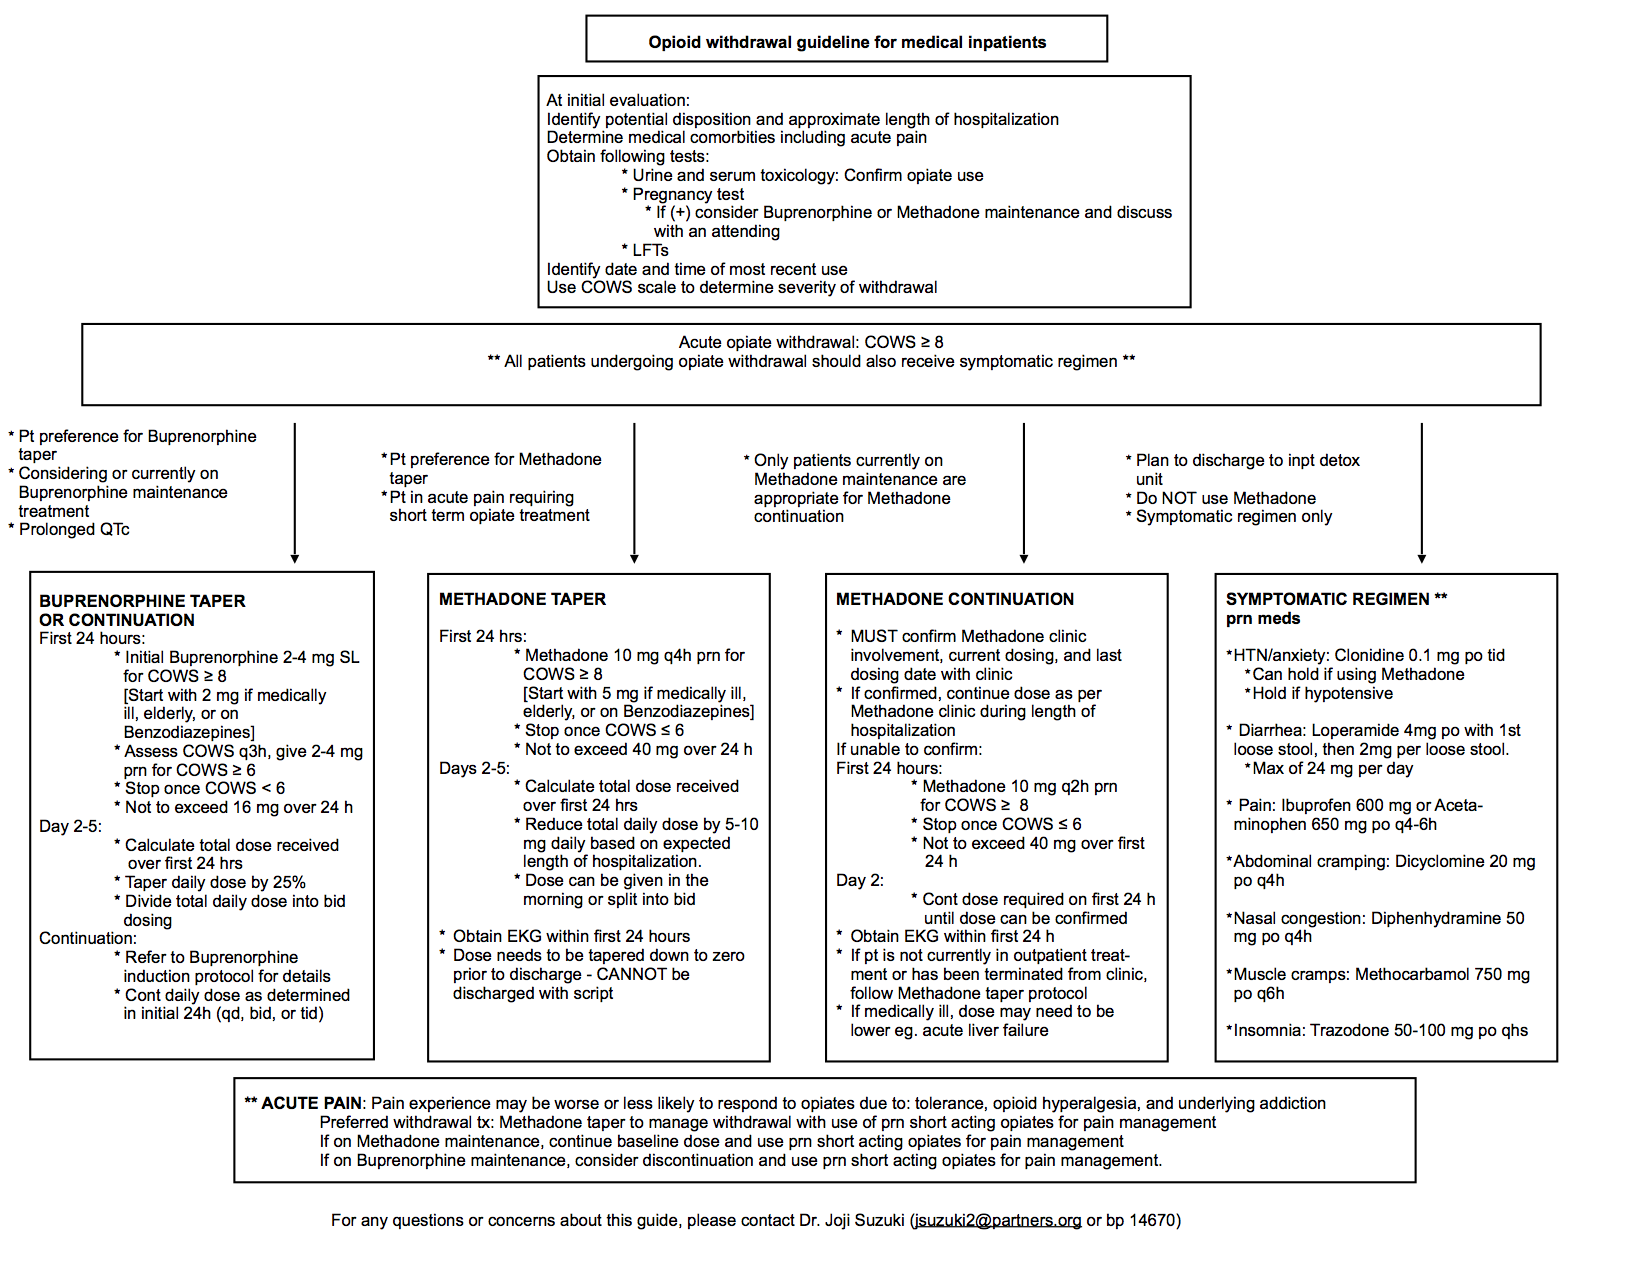 Opioid withdrawal guideline for medical inpatients
At initial evaluation:
Identify potential disposition and approximate length of hospitalization
Determine medical comorbities including acute pain
Obtain following tests:
* Urine and serum toxicology: Confirm opiate use
* Pregnancy test
* If (+) consider Buprenorphine or Methadone maintenance and discuss
with an attending
* LFTs
Identify date and time of most recent use
Use COWS scale to determine severity of withdrawal
Acute opiate withdrawal: COWS ≥ 8
** All patients undergoing opiate withdrawal should also receive symptomatic regimen **
* Pt preference for Buprenorphine
taper
* Considering or currently on
Buprenorphine maintenance
treatment
* Prolonged QTc
* Pt preference for Methadone
taper
* Pt in acute pain requiring
short term opiate treatment
* Only patients currently on
Methadone maintenance are
appropriate for Methadone
continuation
* Plan to discharge to inpt detox
unit
* Do NOT use Methadone
* Symptomatic regimen only
BUPRENORPHINE TAPER
OR CONTINUATION
First 24 hours:
* Initial Buprenorphine 2-4 mg SL
for COWS ≥ 8
[Start with 2 mg if medically
ill, elderly, or on
Benzodiazepines]
* Assess COWS q3h, give 2-4 mg
prn for COWS ≥ 6
* Stop once COWS < 6
* Not to exceed 16 mg over 24 h
Day 2-5:
* Calculate total dose received
over first 24 hrs
* Taper daily dose by 25%
* Divide total daily dose into bid
dosing
Continuation:
* Refer to Buprenorphine
induction protocol for details
* Cont daily dose as determined
in initial 24h (qd, bid, or tid)
METHADONE TAPER
First 24 hrs:
* Methadone 10 mg q4h prn for
COWS ≥ 8
[Start with 5 mg if medically ill,
elderly, or on Benzodiazepines]
* Stop once COWS ≤ 6
* Not to exceed 40 mg over 24 h
Days 2-5:
* Calculate total dose received
over first 24 hrs
* Reduce total daily dose by 5-10
mg daily based on expected
length of hospitalization.
* Dose can be given in the
morning or split into bid
* Obtain EKG within first 24 hours
* Dose needs to be tapered down to zero
prior to discharge - CANNOT be
discharged with script
METHADONE CONTINUATION
* MUST confirm Methadone clinic
involvement, current dosing, and last
dosing date with clinic
* If confirmed, continue dose as per
Methadone clinic during length of
hospitalization
If unable to confirm:
First 24 hours:
* Methadone 10 mg q2h prn
for COWS ≥ 8
* Stop once COWS ≤ 6
* Not to exceed 40 mg over first
24 h
Day 2:
* Cont dose required on first 24 h
until dose can be confirmed
* Obtain EKG within first 24 h
* If pt is not currently in outpatient treat-
ment or has been terminated from clinic,
follow Methadone taper protocol
* If medically ill, dose may need to be
lower eg. acute liver failure
SYMPTOMATIC REGIMEN **
prn meds
*HTN/anxiety: Clonidine 0.1 mg po tid
*Can hold if using Methadone
*Hold if hypotensive
* Diarrhea: Loperamide 4mg po with 1st
loose stool, then 2mg per loose stool.
*Max of 24 mg per day
* Pain: Ibuprofen 600 mg or Aceta-
minophen 650 mg po q4-6h
*Abdominal cramping: Dicyclomine 20 mg
po q4h
*Nasal congestion: Diphenhydramine 50
mg po q4h
*Muscle cramps: Methocarbamol 750 mg
po q6h
*Insomnia: Trazodone 50-100 mg po qhs
** ACUTE PAIN: Pain experience may be worse or less likely to respond to opiates due to: tolerance, opioid hyperalgesia, and underlying addiction
Preferred withdrawal tx: Methadone taper to manage withdrawal with use of prn short acting opiates for pain management
If on Methadone maintenance, continue baseline dose and use prn short acting opiates for pain management
If on Buprenorphine maintenance, consider discontinuation and use prn short acting opiates for pain management.
For any questions or concerns about this guide, please contact Dr. Joji Suzuki (jsuzuki2@partners.org or bp 14670)